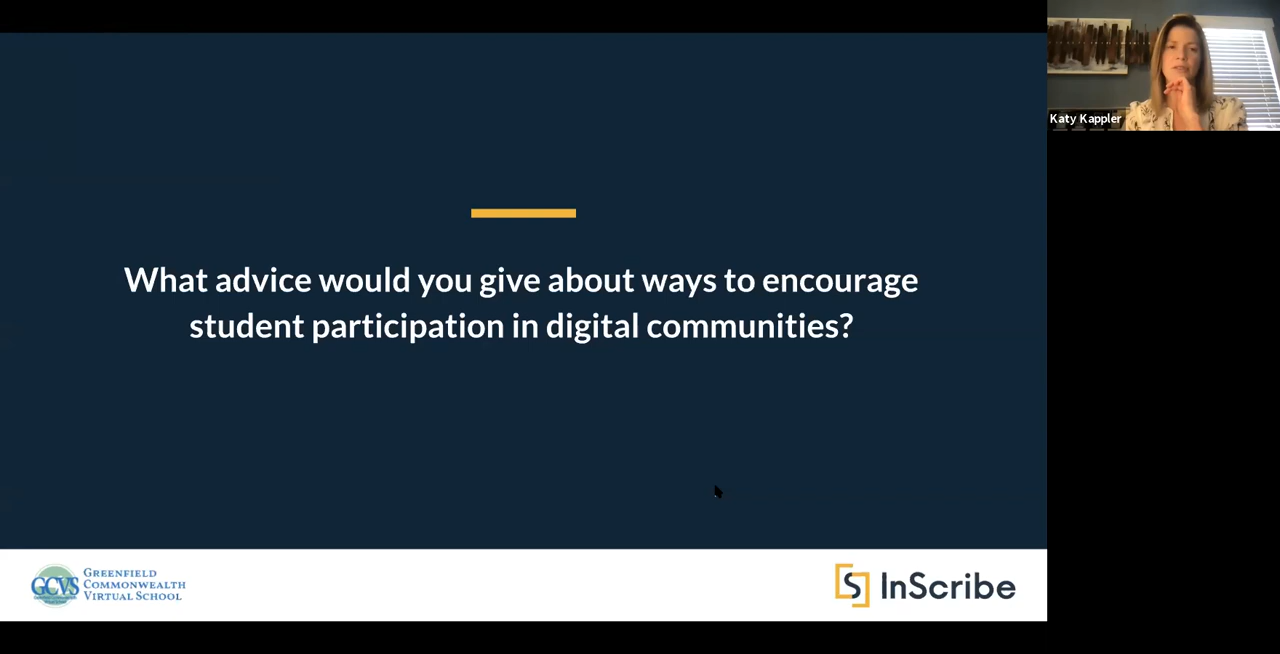 Katy Kappler
What advice would you give about ways to encourage
student participation in digital communities?
GCVS
GREENFIELD
COMMONWEALTH
VIRTUAL SCHOOL
InScribe